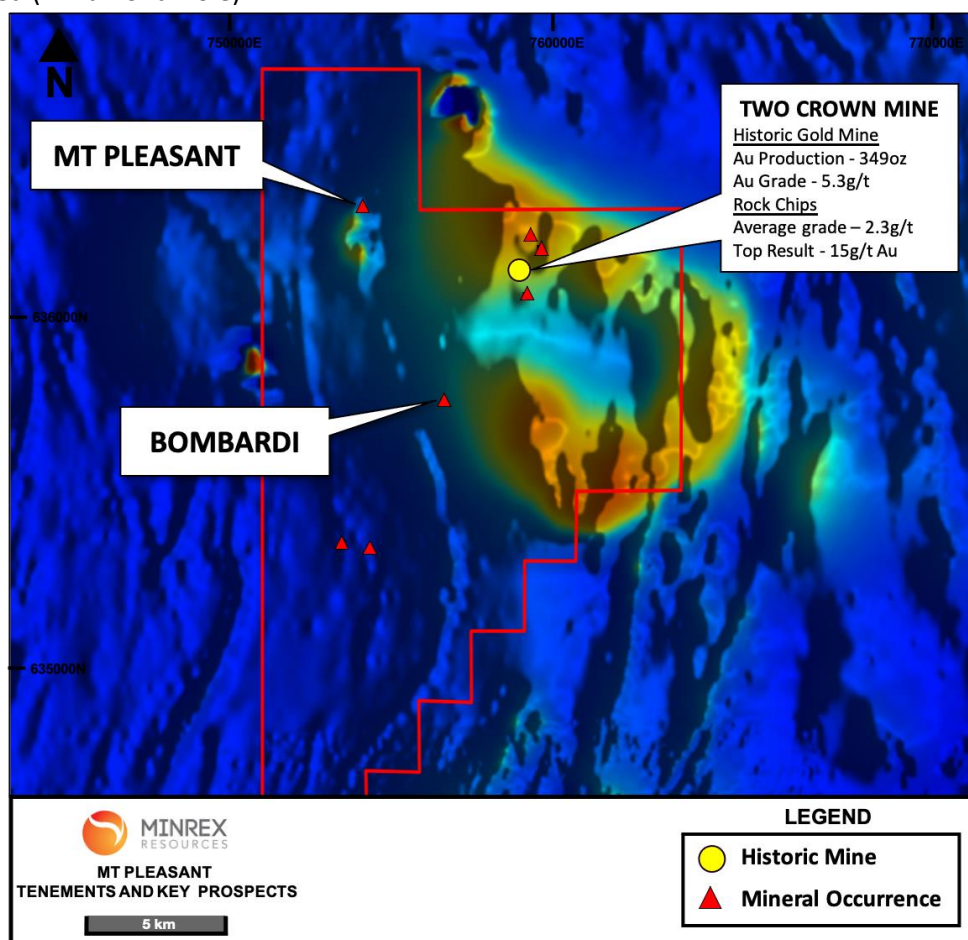 750000E 760000E 770000E
N
MT PLEASANT
TWO CROWN MINE
Historic Gold Mine
Au Production - 349oz
Au Grade - 5.3g/t
Rock Chips
Average grade – 2.3g/t
Top Result - 15g/t Au
636000N
BOMBARDI
635000N
MINREX
RESOURCES
MT PLEASANT
TENEMENTS AND KEY PROSPECTS
5 km
LEGEND
Historic Mine
Mineral Occurrence